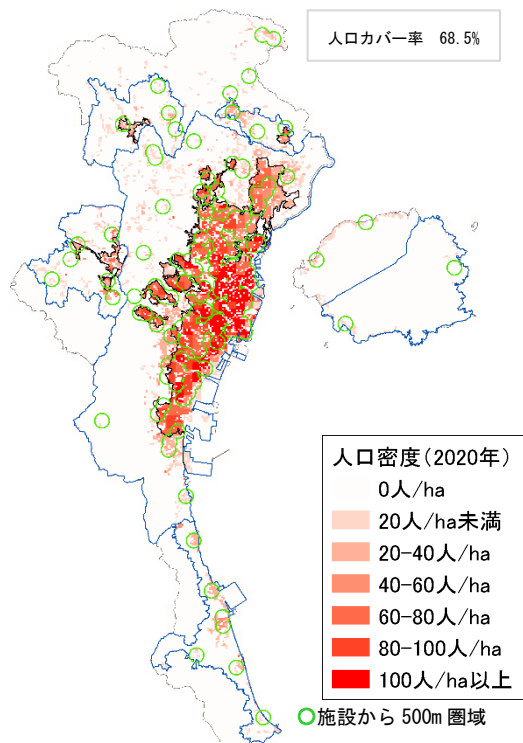 人口カバー率 68.5%
人口密度(2020年)
0人/ha
20人/ha未満
20-40人/ha
40-60人/ha
60-80人/ha
80-100人/ha
100人/ha以上
施設から500m圏域